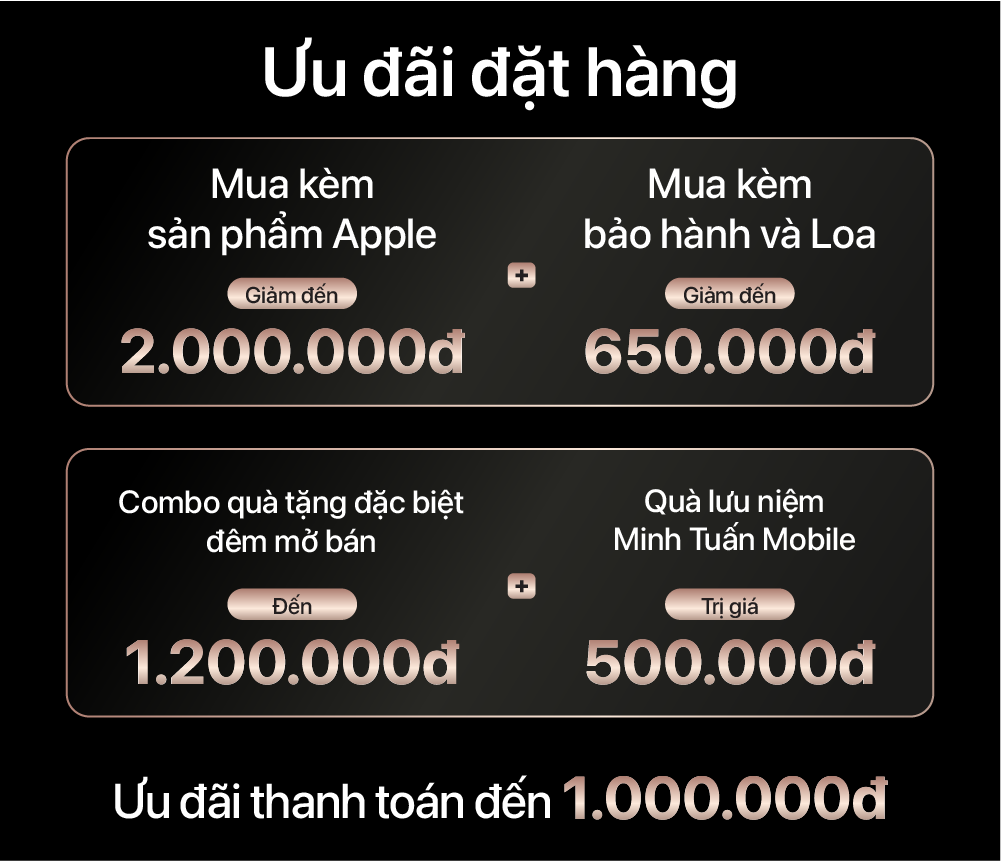 Ưu đãi đặt hàng
Mua kèm
sản phẩm Apple
Giảm đến
2.000.000đ
+
Mua kèm
bảo hành và Loa
Giảm đến
650.000đ
Combo quà tặng đặc biệt
đêm mở bán
Đến
1.200.000đ
+
Quà lưu niệm
Minh Tuấn Mobile
Trị giá
500.000đ
Ưu đãi thanh toán đến 1.000.000đ